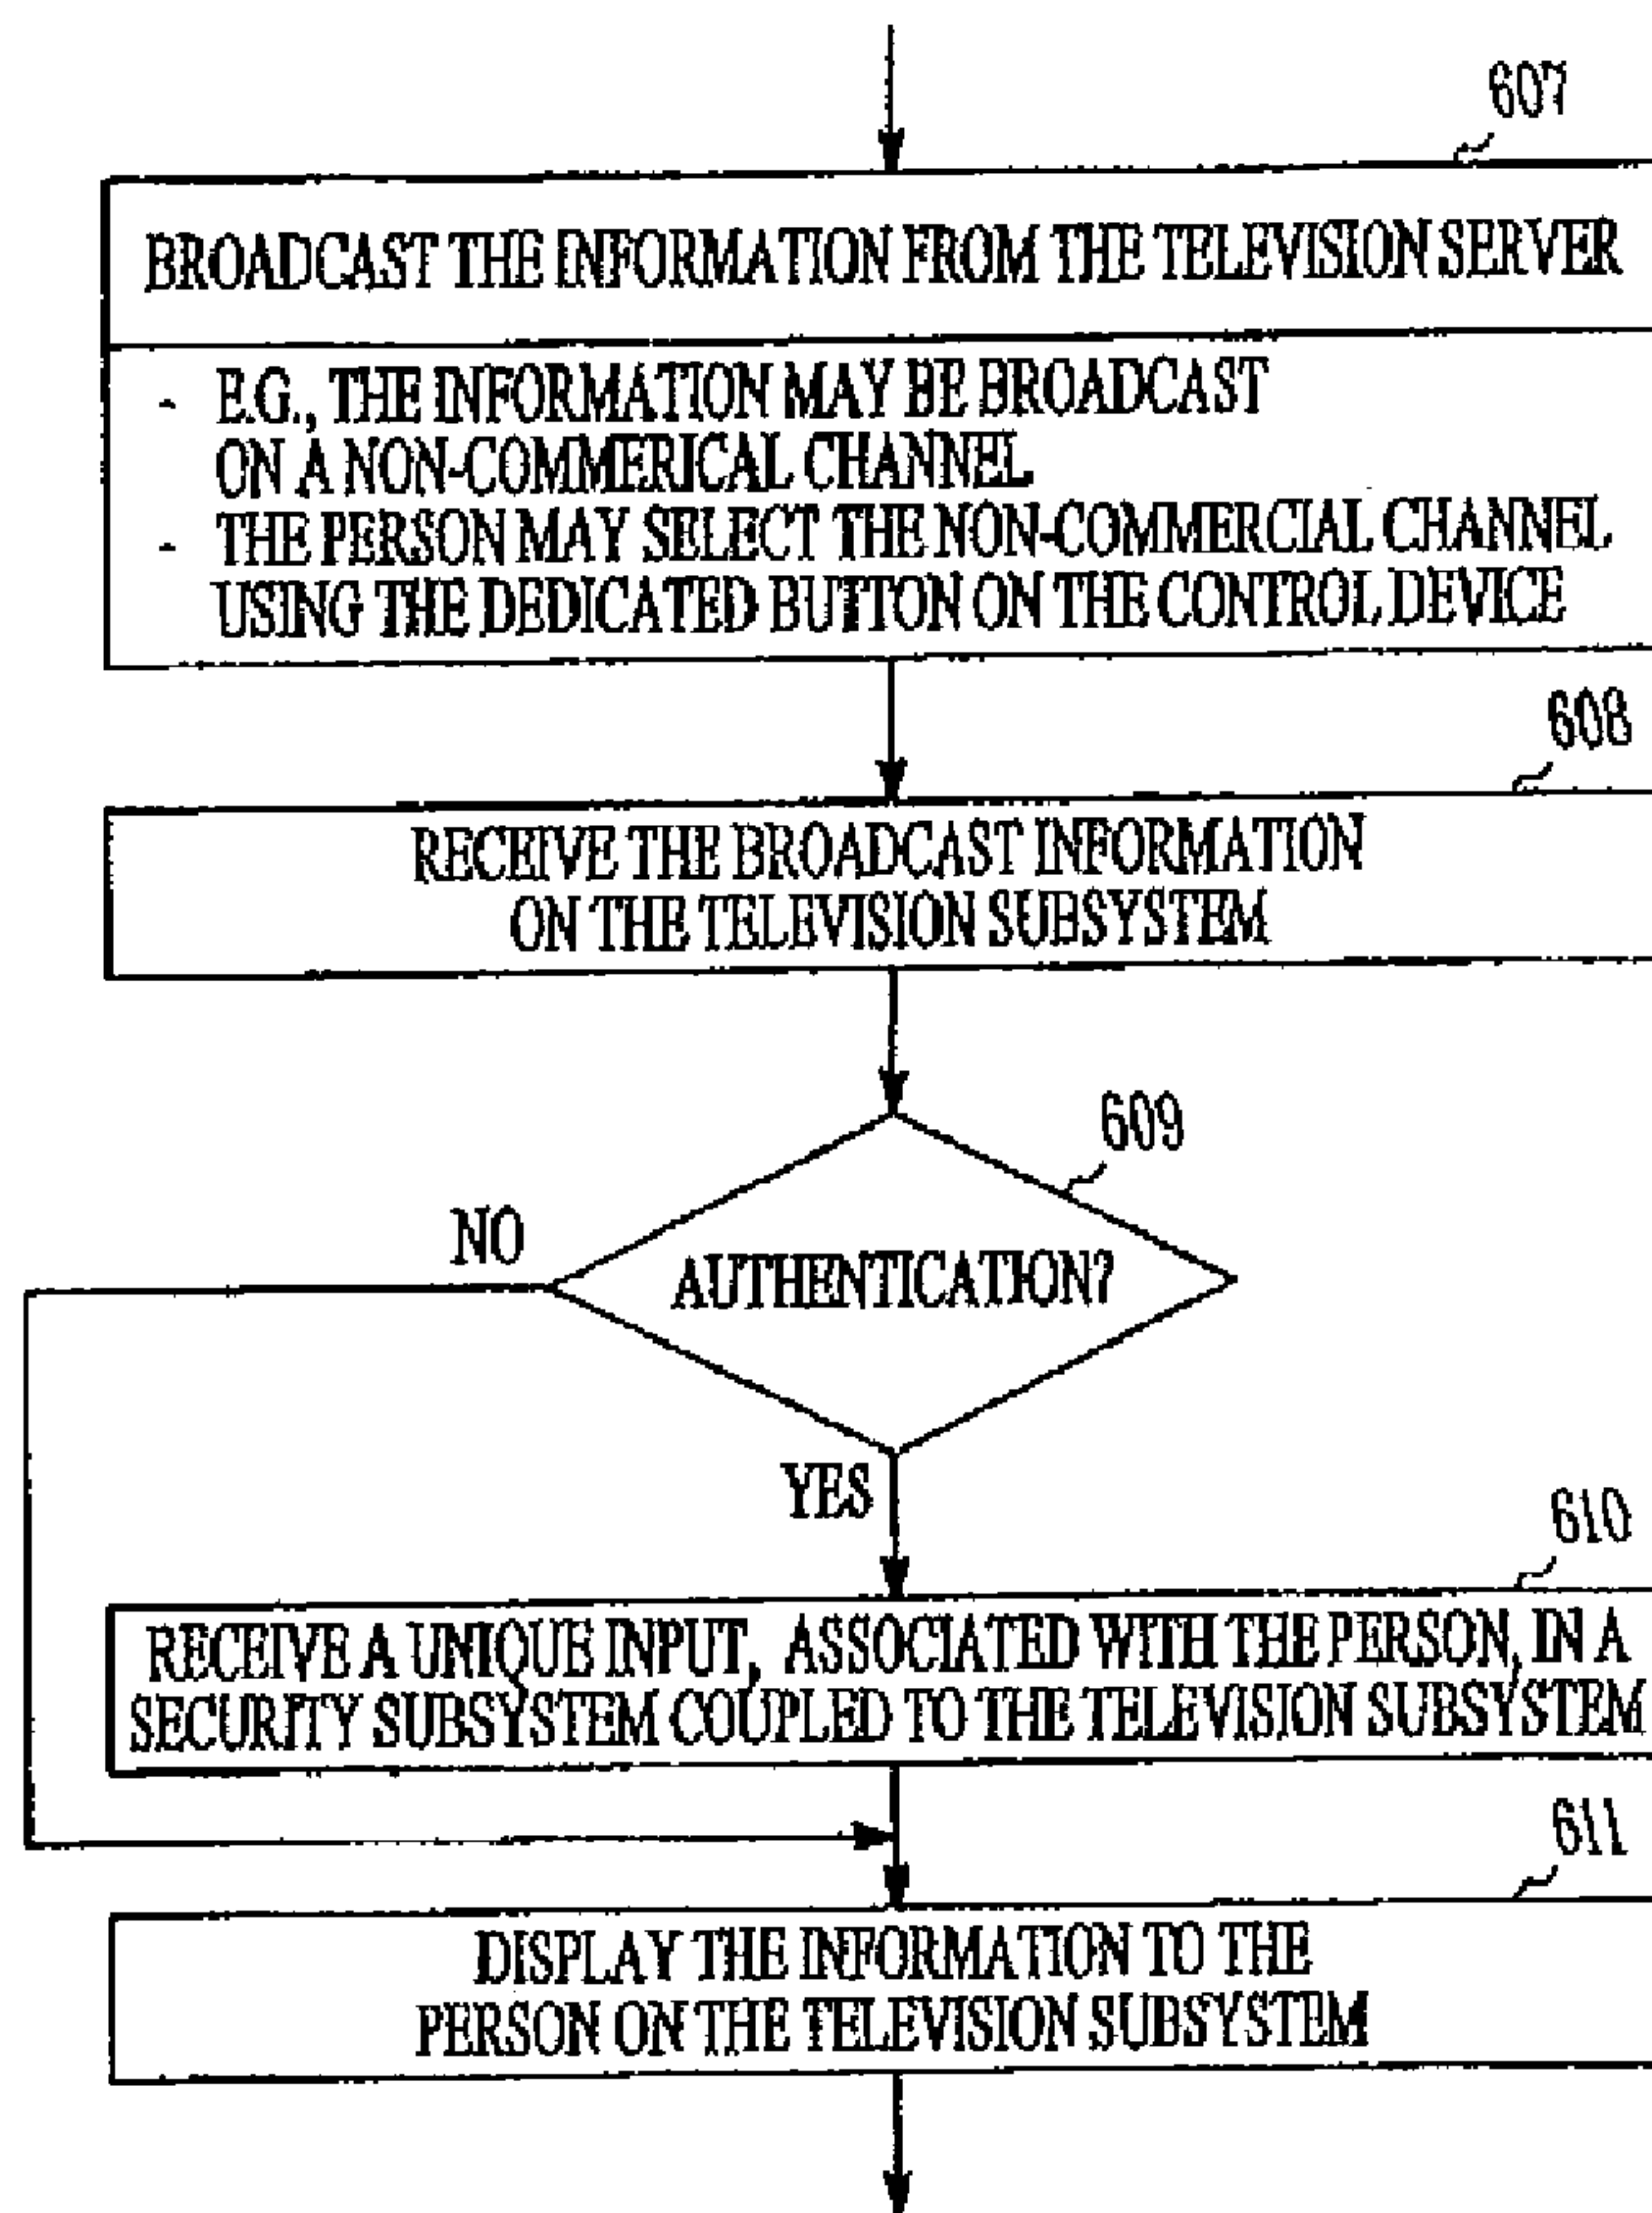 607
BROADCAST THE INFORMATION FROM THE TELEVISION SERVER
- E.G., THE INFORMATION MAY BE BROADCAST
ON A NON-COMMERICAL CHANNEL
- THE PERSON MAY SELECT THE NON-COMMERCIAL CHANNEL
USING THE DEDICATED BUTTON ON THE CONTROL DEVICE
608
RECEIVE THE BROADCAST INFORMATION
ON THE TELEVISION SUBSYSTEM
609
NO
AUTHENTICATION?
YES
610
RECEIVE A UNIQUE INPUT, ASSOCIATED WITH THE PERSON, IN A
SECURITY SUBSYSTEM COUPLED TO THE TELEVISION SUBSYSTEM
611
DISPLAY THE INFORMATION TO THE
PERSON ON THE TELEVISION SUBSYSTEM